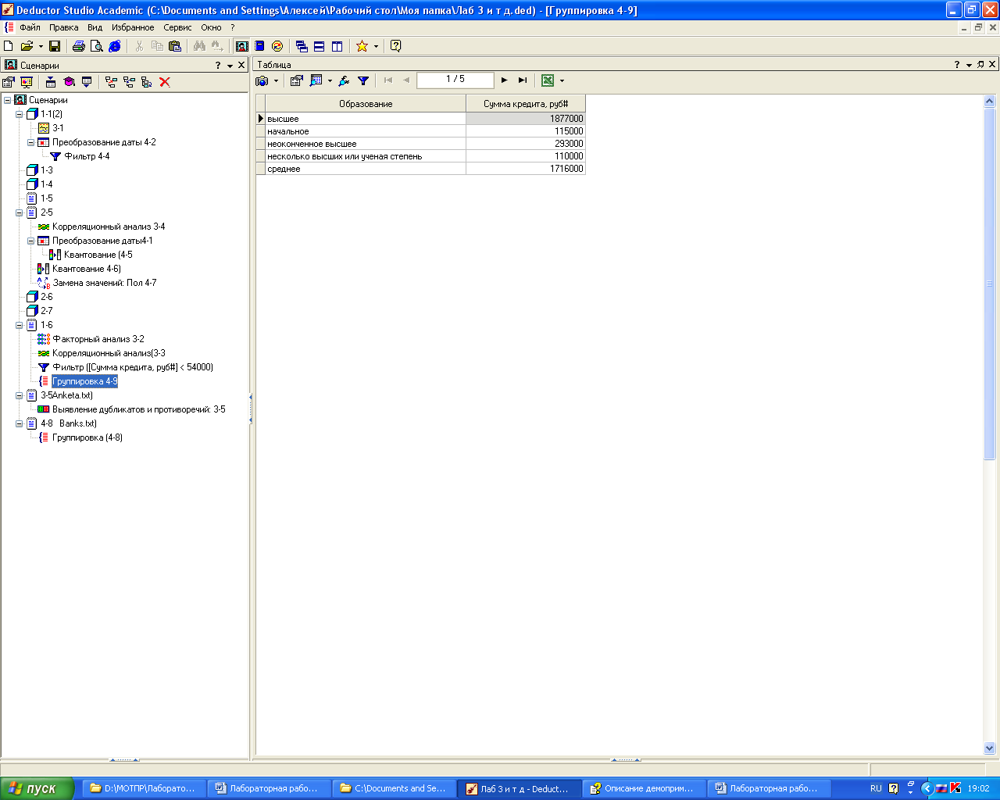 Deductor Studio Academic (C:\Documents and Settings\Алексей\Рабочий стол\Моя папка\Лаб 3 и т д.ded) - [Группировка 4-9]
Файл Правка Вид Избранное Сервис Окно ?
Сценарии
Таблица
1 / 5
Сценарии
1-1(2)
3-1
Преобразование даты 4-2
Фильтр 4-4
1-3
1-4
1-5
2-5
Корреляционный анализ 3-4
Преобразование даты4-1
Квантование (4-5
Квантование 4-6)
Замена значений: Пол 4-7
2-6
2-7
1-6
Факторный анализ 3-2
Корреляционный анализ(3-3
Фильтр ([Сумма кредита, руб#] < 54000)
Группировка 4-9
3-5Anketa.txt)
Выявление дубликатов и противоречий: 3-5
4-8 Banks.txt)
Группировка (4-8)
Образование Сумма кредита, руб#
высшее 1877000
начальное 115000
неоконченное высшее 293000
несколько высших или ученая степень 110000
среднее 1716000
пуск D:\МОТПР\Лаборато... Лабораторная рабо... C:\Documents and Se... Лаб 3 и т д - Deduct... Описание демоприм... Лабораторная рабо... RU 19:02